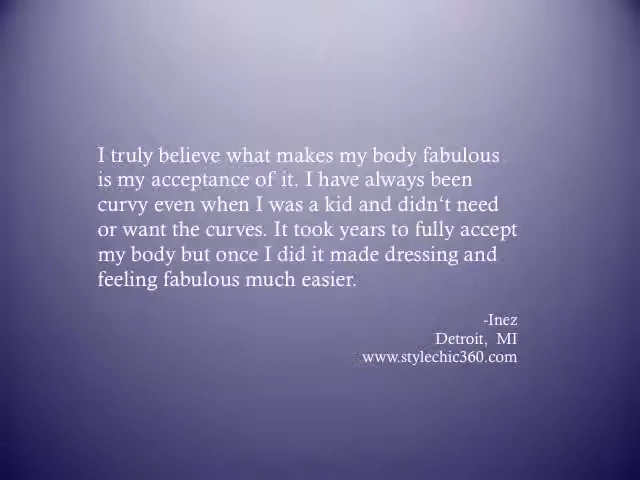 I truly believe what makes my body fabulous
is my acceptance of it. I have always been
curvy even when I was a kid and didn‘t need
or want the curves. It took years to fully accept
my body but once I did it made dressing and
feeling fabulous much easier.
-Inez
Detroit, MI
www.stylechic360.com